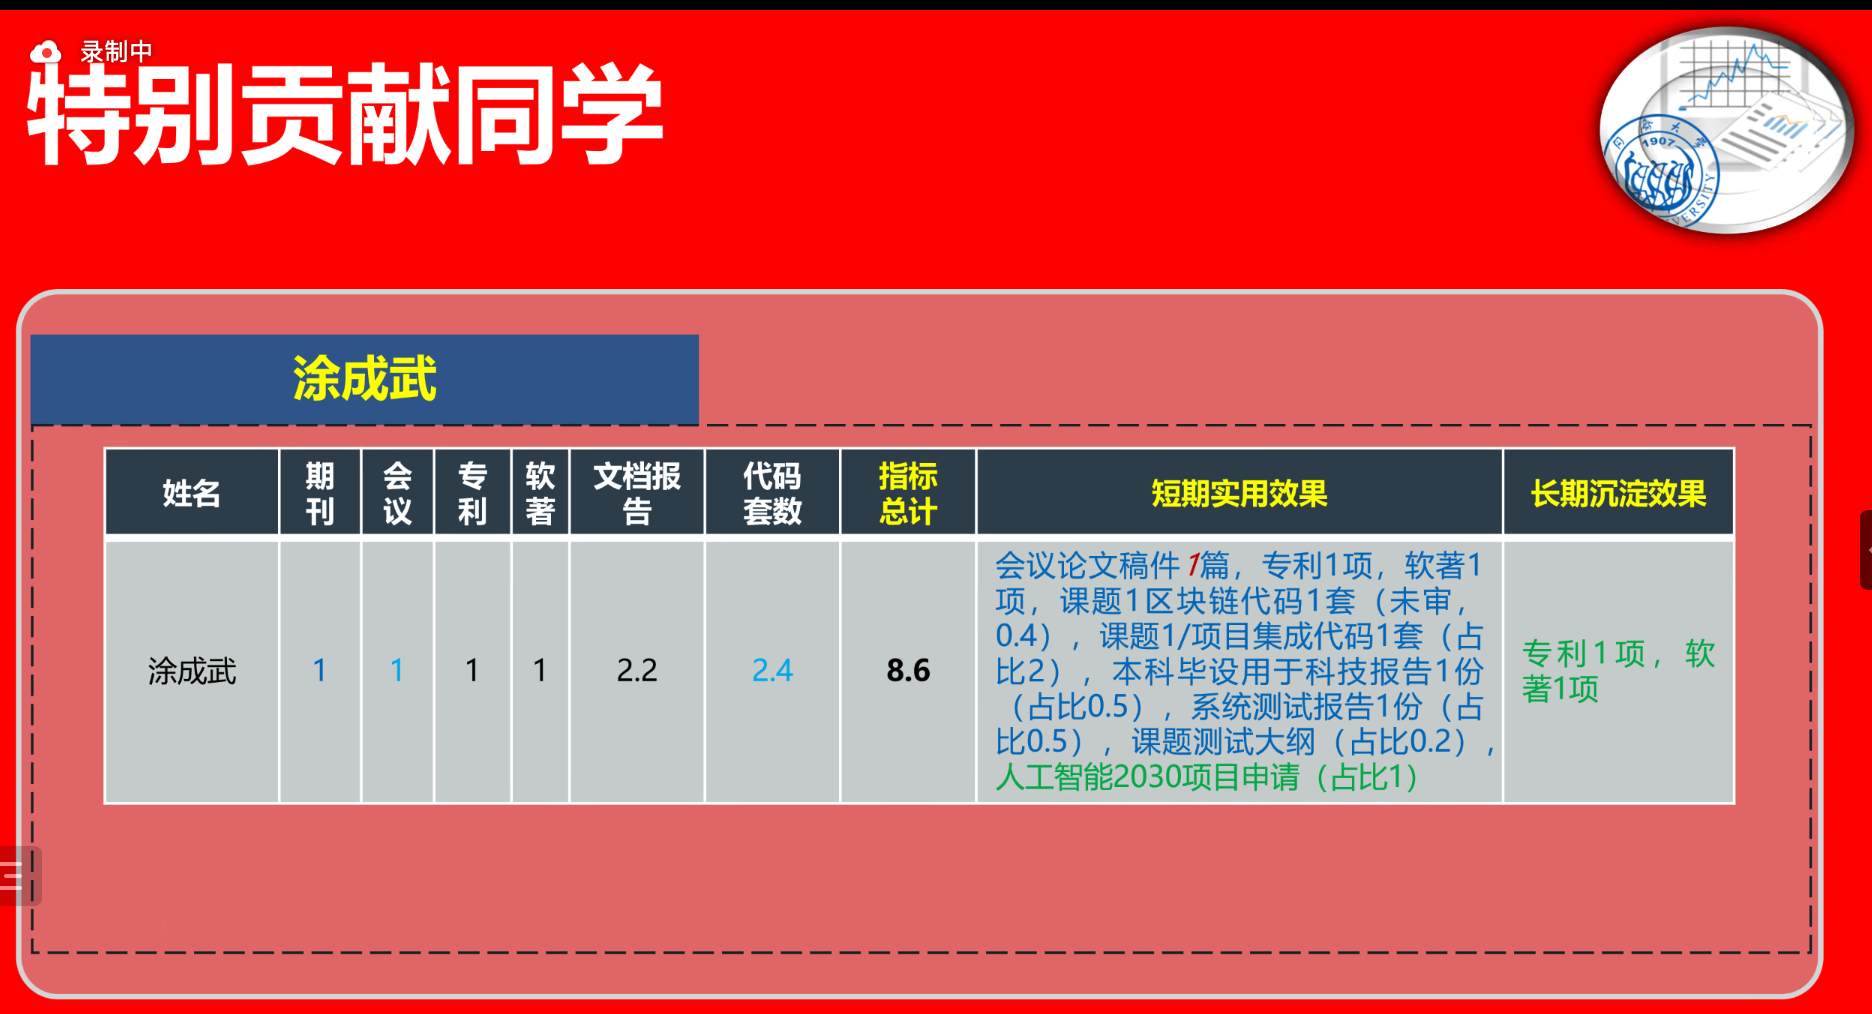 录制中
特别贡献同学
1907
VERSITY
涂成武
姓名 期刊 会议 专利 软著 文档报告 代码套数 指标总计 短期实用效果 长期沉淀效果
涂成武 1 1 1 1 2.2 2.4 8.6
会议论文稿件1篇，专利1项，软著1
项，课题1区块链代码1套（未审，
0.4），课题1/项目集成代码1套（占
比2），本科毕设用于科技报告1份
（占比0.5），系统测试报告1份（占
比0.5），课题测试大纲（占比0.2），
人工智能2030项目申请（占比1）
专利1项，软
著1项